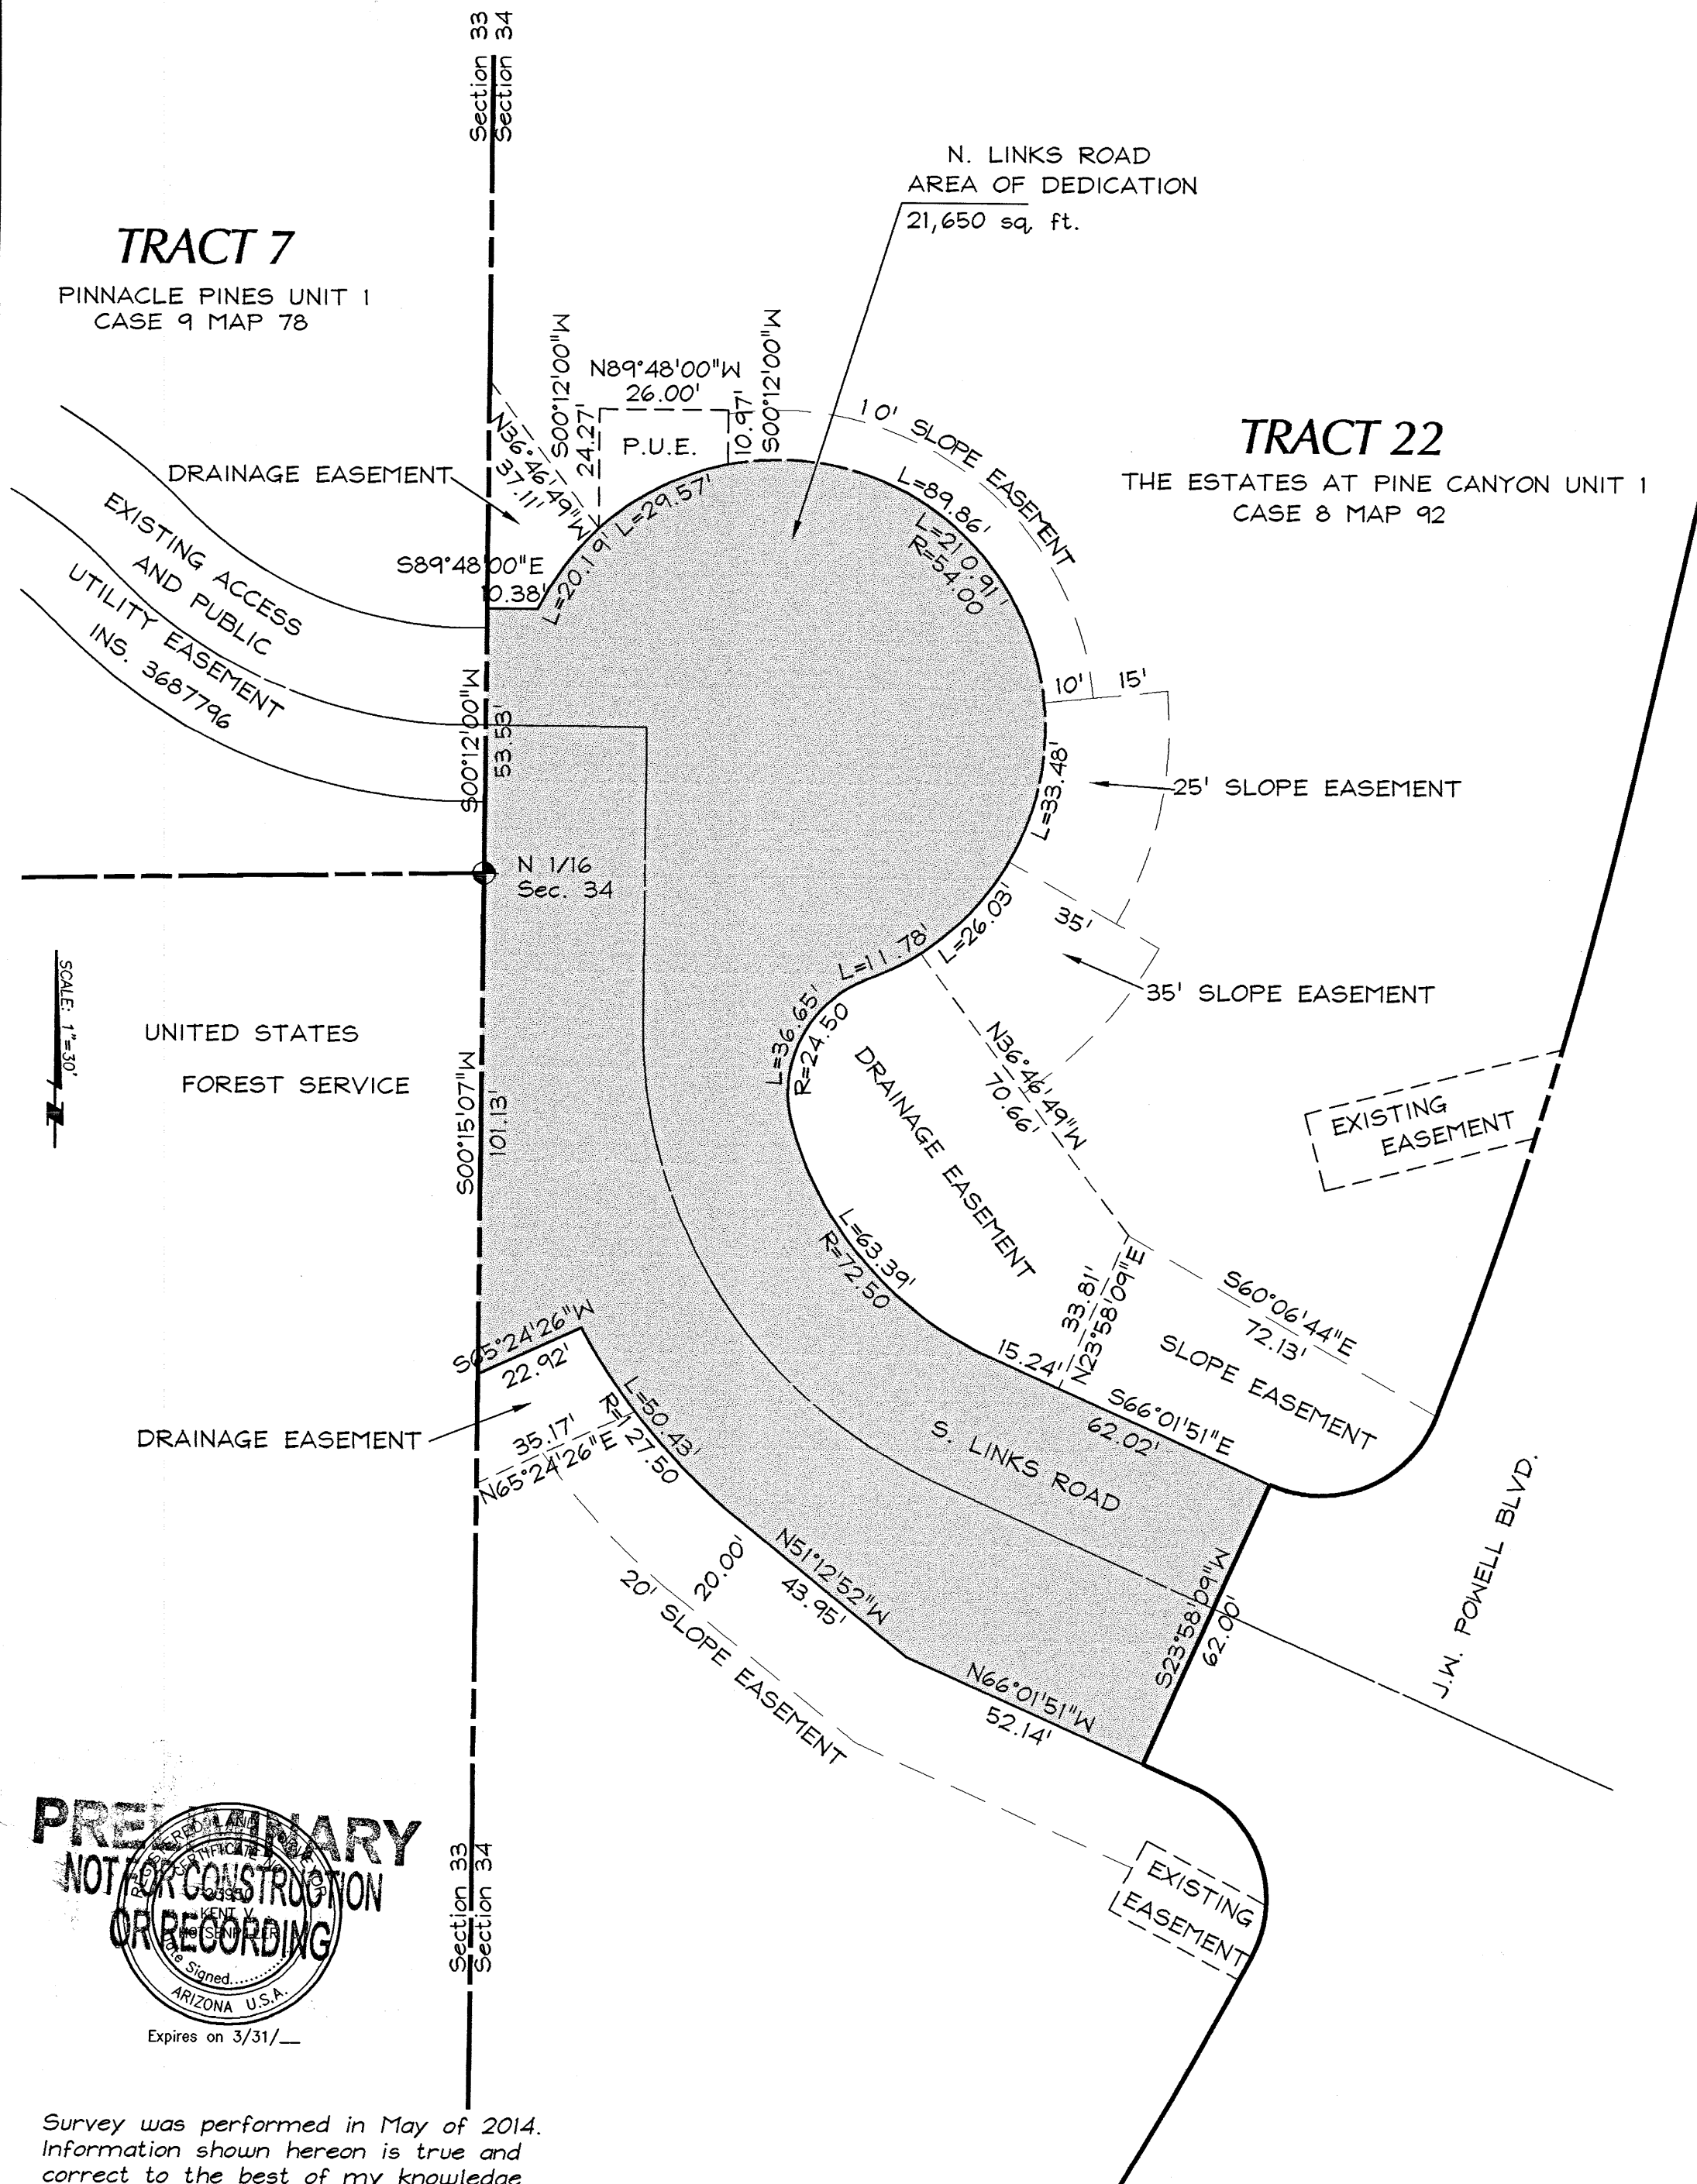 Section 33
Section 34
N. LINKS ROAD
AREA OF DEDICATION
21,650 sq. ft.
TRACT 7
PINNACLE PINES UNIT 1
CASE 9 MAP 78
TRACT 22
THE ESTATES AT PINE CANYON UNIT 1
CASE 8 MAP 92
S00°12'00"W
24.27'
N89°48'00"W
26.00'
P.U.E.
10.97'
S00°12'00"W
10' SLOPE EASEMENT
N36°46'49"W
37.11'
DRAINAGE EASEMENT
L=29.57'
L=20.19'
L=89.86'
L=210.91'
R=54.00
S89°48'00"E
10.38'
EXISTING ACCESS
AND PUBLIC
UTILITY EASEMENT
INS. 3687796
S00°12'00"W
53.53'
10'
15'
L=33.48'
25' SLOPE EASEMENT
N 1/16
Sec. 34
L=26.03'
35'
L=11.78'
35' SLOPE EASEMENT
SCALE: 1"=30'
UNITED STATES
FOREST SERVICE
S00°15'07"W
101.13'
L=36.65'
R=24.50
DRAINAGE EASEMENT
N36°46'49"W
70.66'
EXISTING
EASEMENT
L=63.39'
R=72.50
33.81'
N23°58'09"E
S60°06'44"E
72.13'
SLOPE EASEMENT
15.24'
S66°01'51"E
62.02'
S65°24'26"W
22.92'
DRAINAGE EASEMENT
35.17'
N65°24'26"E
L=50.43'
R=127.50
S. LINKS ROAD
20.00'
20' SLOPE EASEMENT
N51°12'52"W
43.95'
N66°01'51"W
52.14'
S23°58'09"W
62.00'
J.W. POWELL BLVD.
EXISTING
EASEMENT
Section 33
Section 34
PRELIMINARY
NOT FOR CONSTRUCTION
OR RECORDING
REGISTERED LAND SURVEYOR
CERTIFICATE NO.
KENT V.
HOTSENPILLER
Date Signed............
ARIZONA U.S.A.
Expires on 3/31/__
Survey was performed in May of 2014.
Information shown hereon is true and
correct to the best of my knowledge